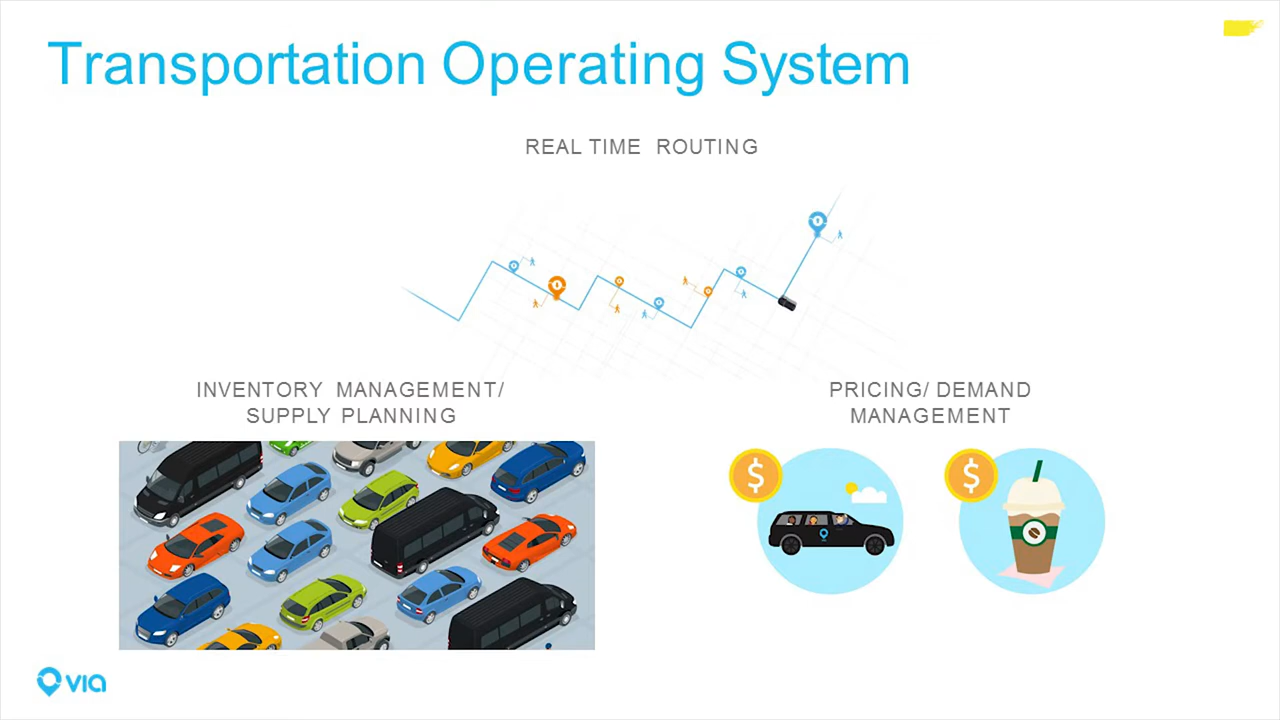 Transportation Operating System
REAL TIME ROUTING
INVENTORY MANAGEMENT/
SUPPLY PLANNING
PRICING/ DEMAND
MANAGEMENT
$
$
via